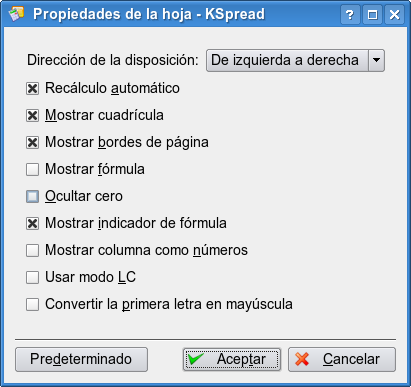 Propiedades de la hoja - KSpread
Dirección de la disposición: De izquierda a derecha
Recálculo automático
Mostrar cuadrícula
Mostrar bordes de página
Mostrar fórmula
Ocultar cero
Mostrar indicador de fórmula
Mostrar columna como números
Usar modo LC
Convertir la primera letra en mayúscula
Predeterminado Aceptar Cancelar